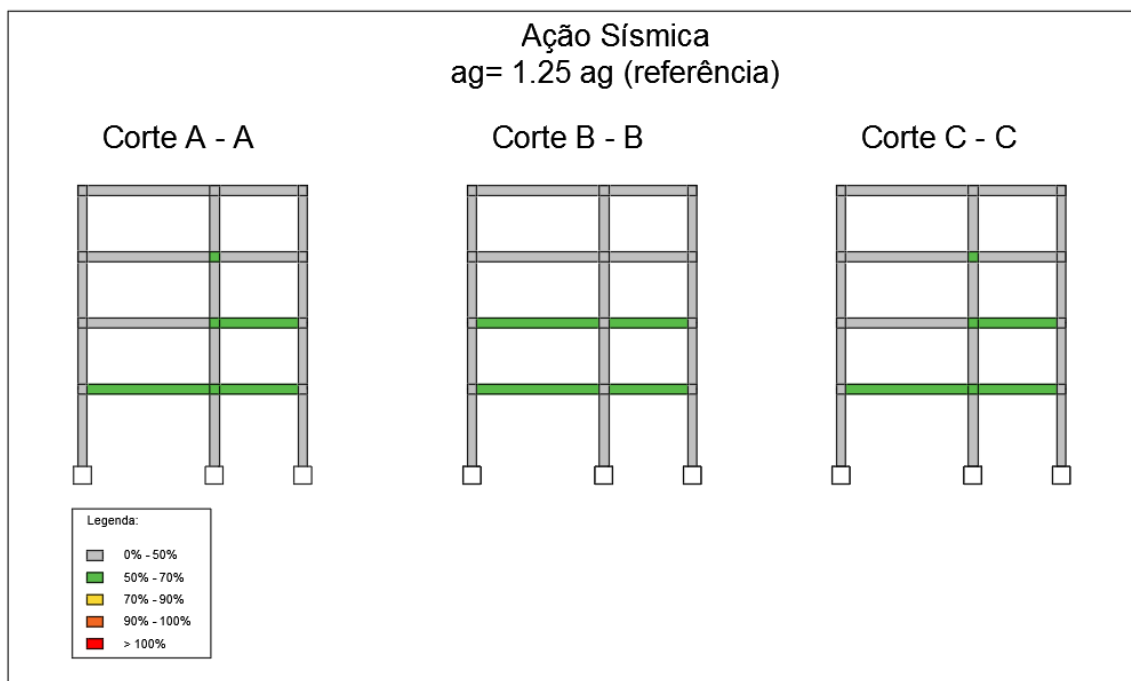 Ação Sísmica
ag= 1.25 ag (referência)
Corte A - A
Corte B - B
Corte C - C
Legenda:
0% - 50%
50% - 70%
70% - 90%
90% - 100%
> 100%